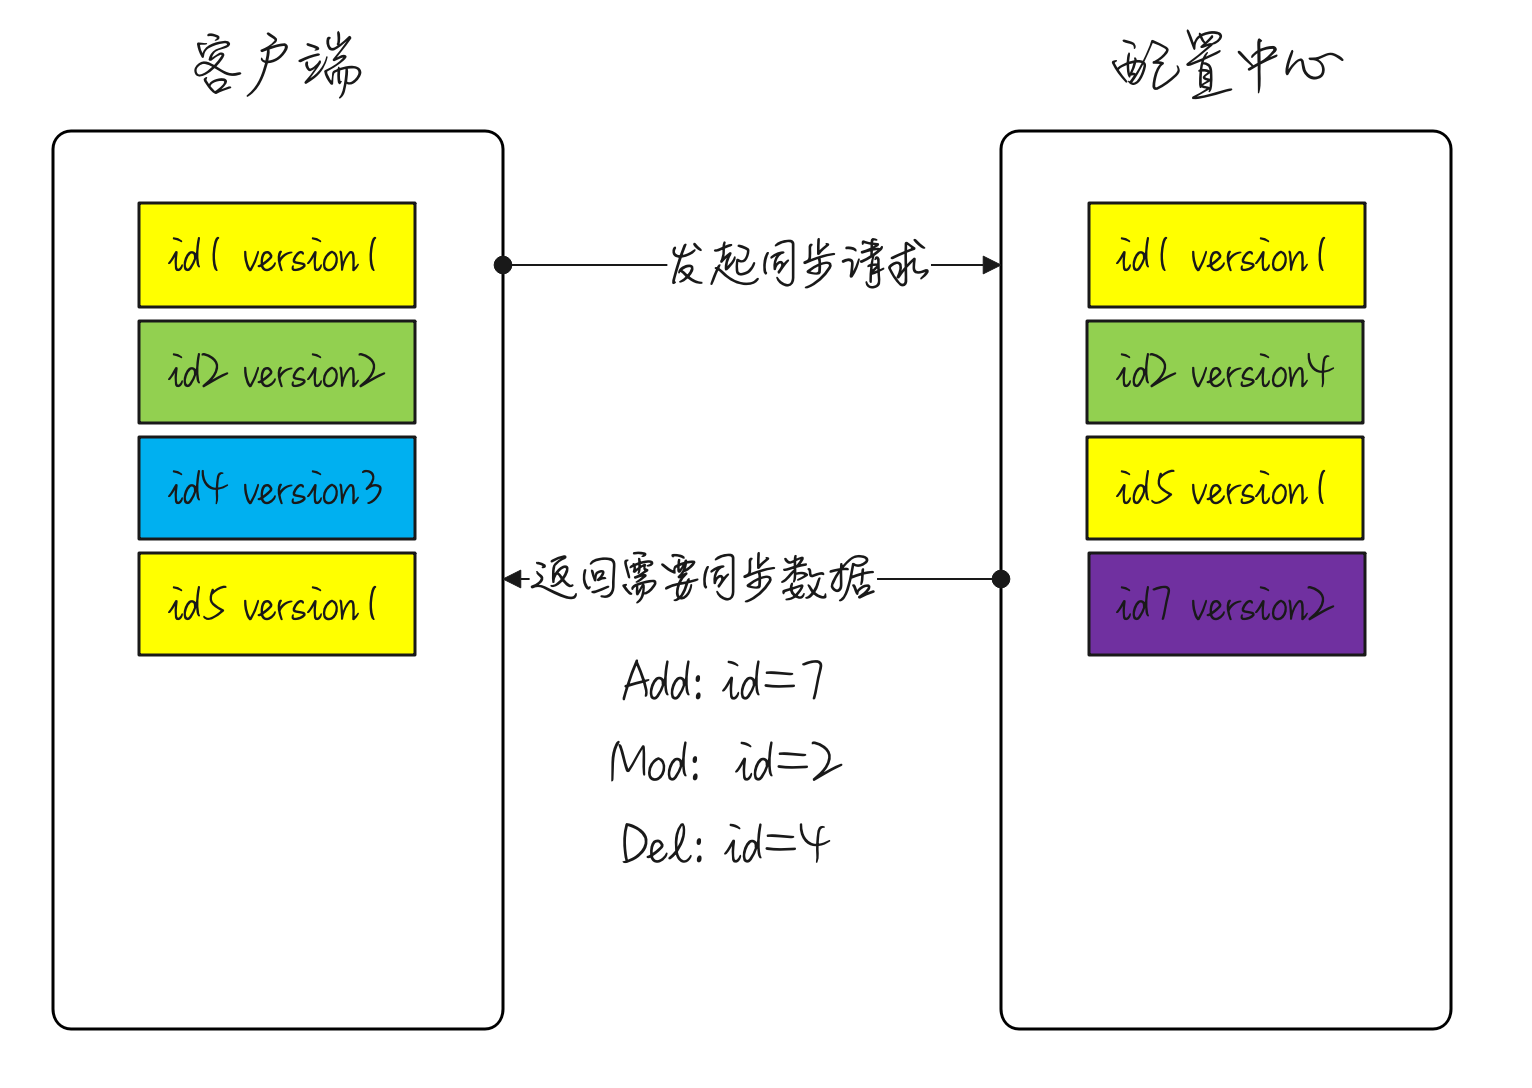 客户端
配置中心
id1 version1
id2 version2
id4 version3
id5 version1
发起同步请求
返回需要同步数据
Add: id=7
Mod: id=2
Del: id=4
id1 version1
id2 version4
id5 version1
id7 version2